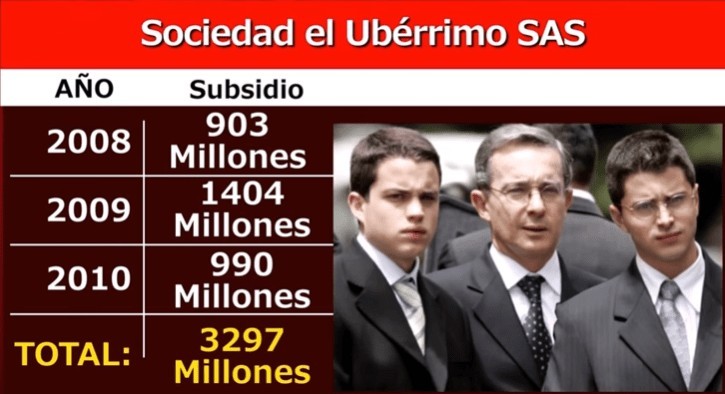 Sociedad el Ubérrimo SAS
AÑO Subsidio
2008 903
Millones
2009 1404
Millones
2010 990
Millones
TOTAL: 3297
Millones